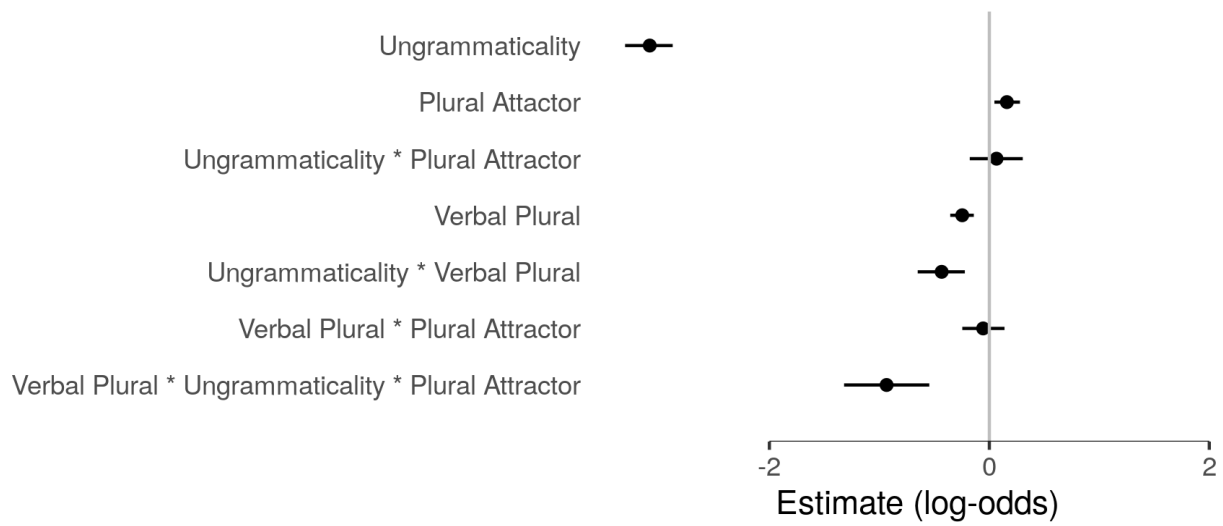 Ungrammaticality
Plural Attactor
Ungrammaticality * Plural Attractor
Verbal Plural
Ungrammaticality * Verbal Plural
Verbal Plural * Plural Attractor
Verbal Plural * Ungrammaticality * Plural Attractor
-2 0 2
Estimate (log-odds)